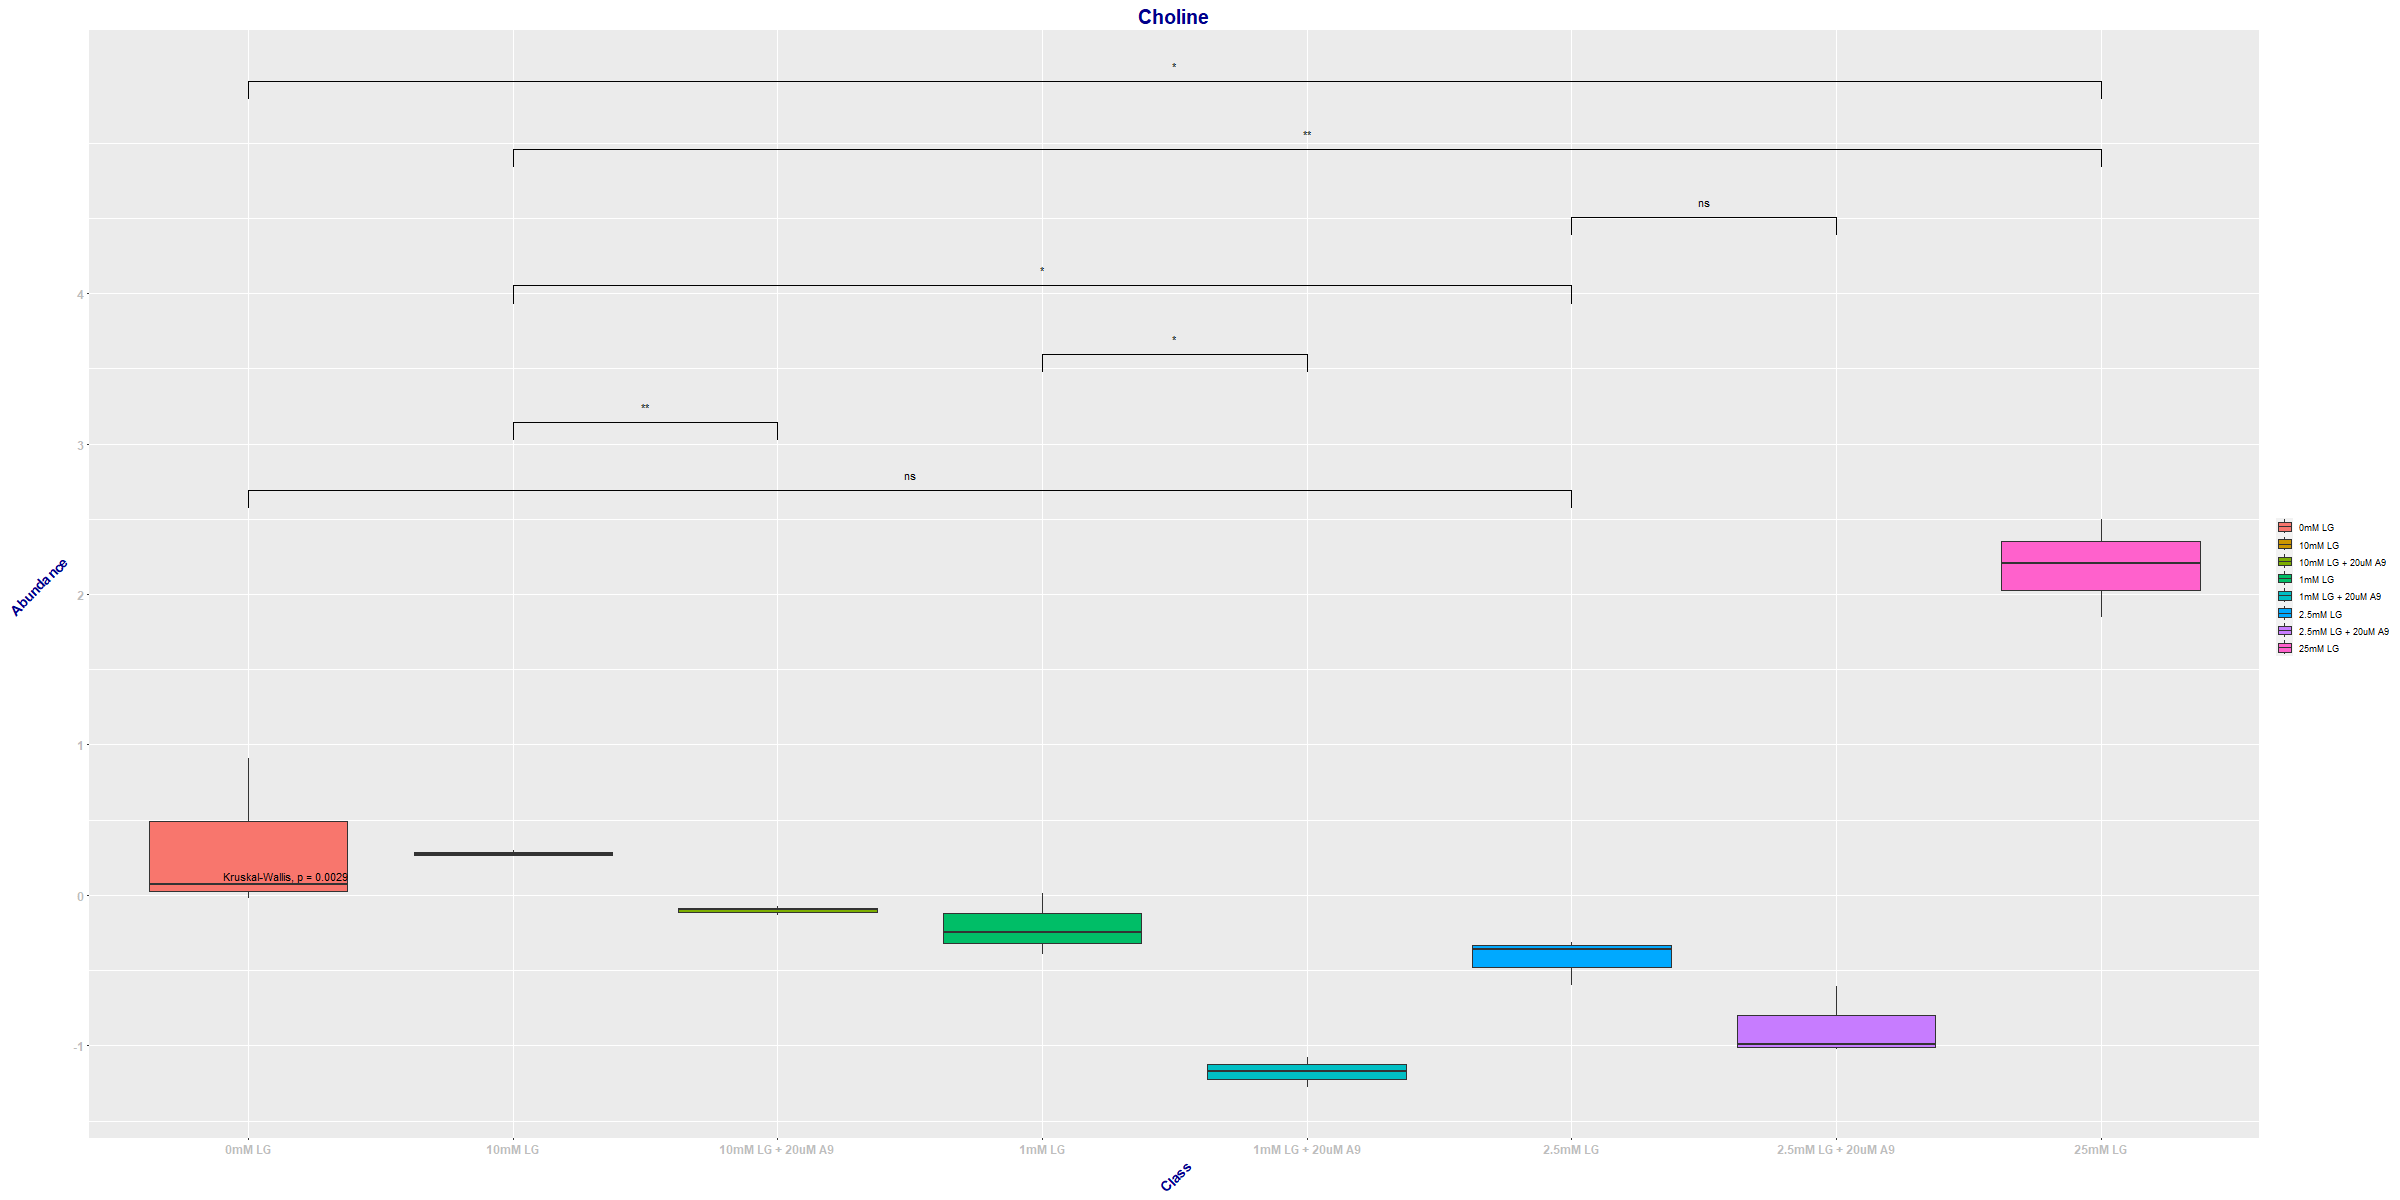 Choline
*
**
ns
*
*
**
ns
4
3
2
1
0
-1
Abundance
Kruskal-Wallis, p = 0.0029
0mM LG
10mM LG
10mM LG + 20uM A9
1mM LG
1mM LG + 20uM A9
2.5mM LG
2.5mM LG + 20uM A9
25mM LG
Class
0mM LG
10mM LG
10mM LG + 20uM A9
1mM LG
1mM LG + 20uM A9
2.5mM LG
2.5mM LG + 20uM A9
25mM LG